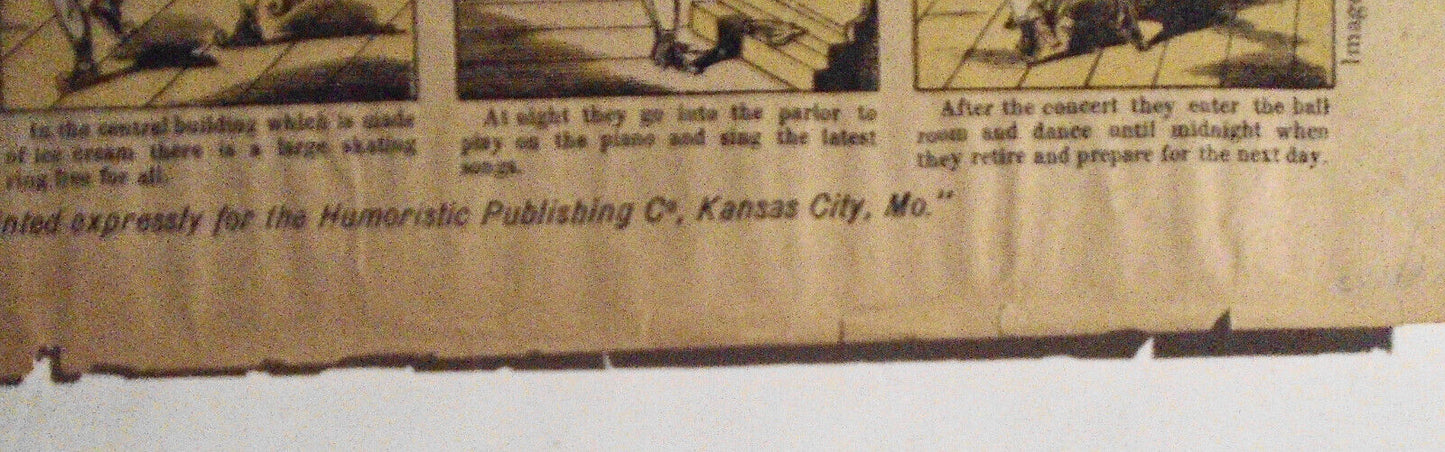 In the central building which is made
of ice cream there is a large skating
ring free for all.
At night they go into the parlor to
play on the piano and sing the latest
songs.
After the concert they enter the ball
room and dance until midnight when
they retire and prepare for the next day.
nted expressly for the Humoristic Publishing Co, Kansas City, Mo."
Image